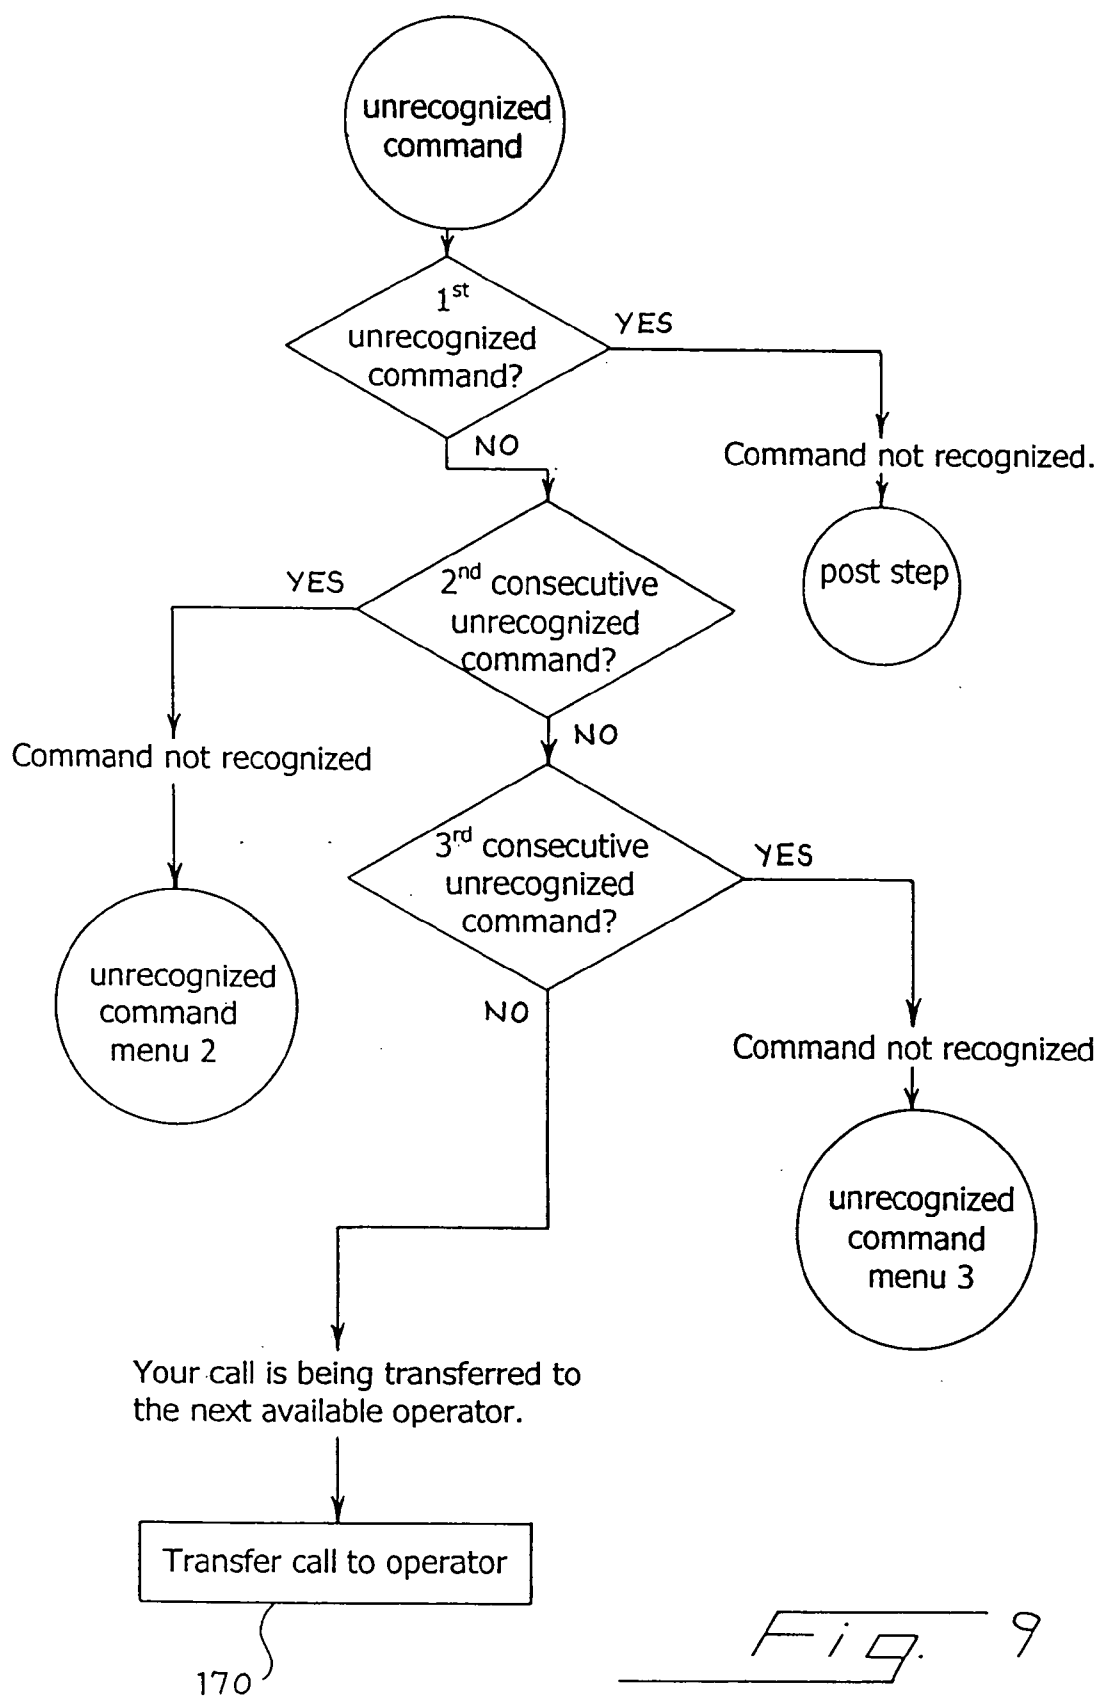 unrecognized
command
1st
unrecognized
command?
YES
NO
Command not recognized.
post step
2nd consecutive
unrecognized
command?
YES
NO
Command not recognized
unrecognized
command
menu 2
3rd consecutive
unrecognized
command?
YES
NO
Command not recognized
unrecognized
command
menu 3
Your call is being transferred to
the next available operator.
Transfer call to operator
170
Fig. 9